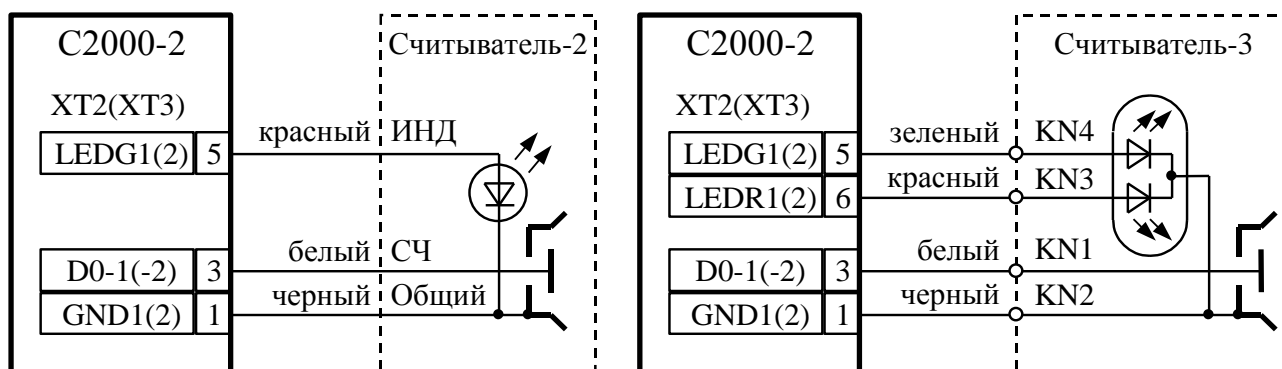 С2000-2
Считыватель-2
XT2(XT3)
красный ИНД
LEDG1(2) 5
белый СЧ
D0-1(-2) 3
черный Общий
GND1(2) 1
С2000-2
Считыватель-3
XT2(XT3)
зеленый KN4
LEDG1(2) 5
красный KN3
LEDR1(2) 6
белый KN1
D0-1(-2) 3
черный KN2
GND1(2) 1